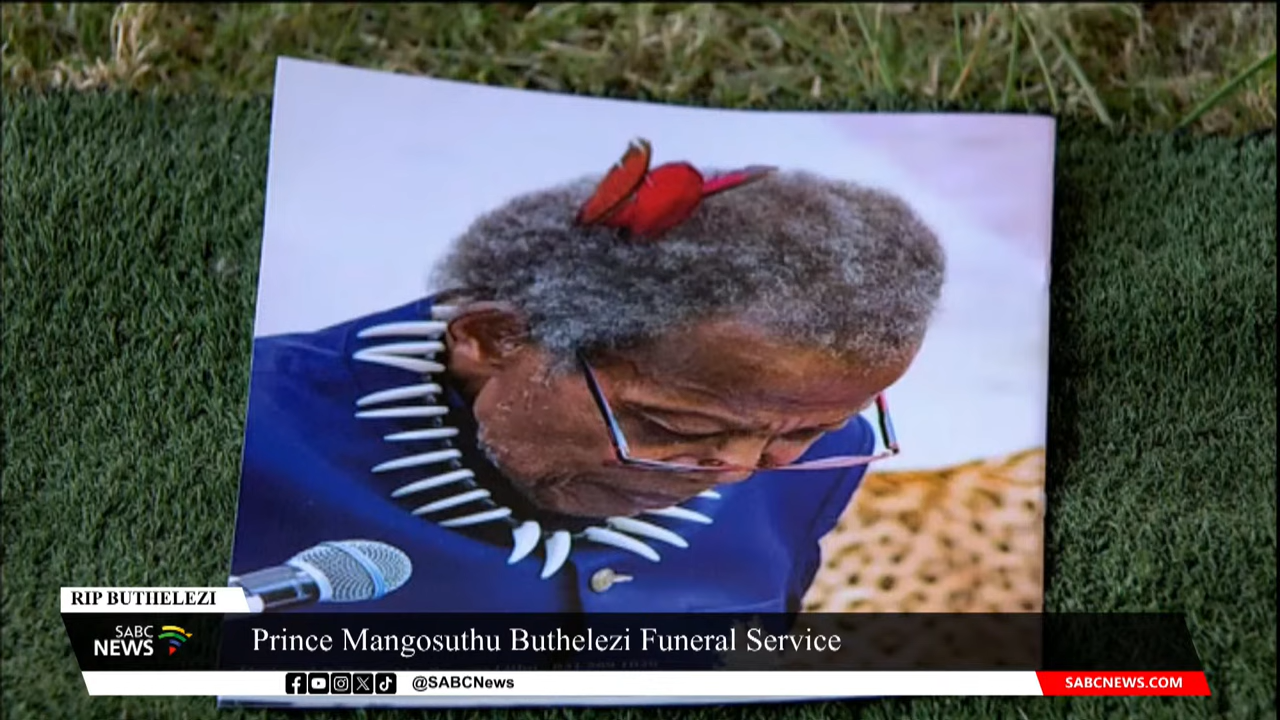 RIP BUTHELEZI
SABC
NEWS
Prince Mangosuthu Buthelezi Funeral Service
@SABCNews
SABCNEWS.COM